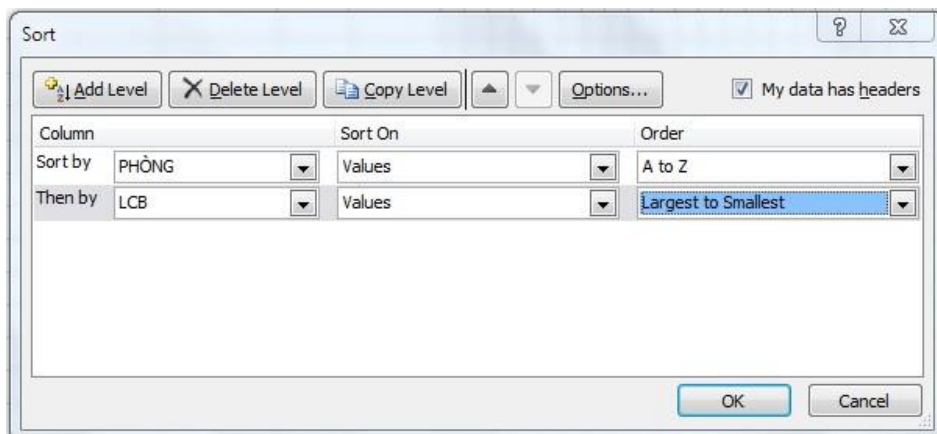 Sort
Add Level Delete Level Copy Level Options... My data has headers
Column Sort On Order
Sort by PHÒNG Values A to Z
Then by LCB Values Largest to Smallest
OK Cancel